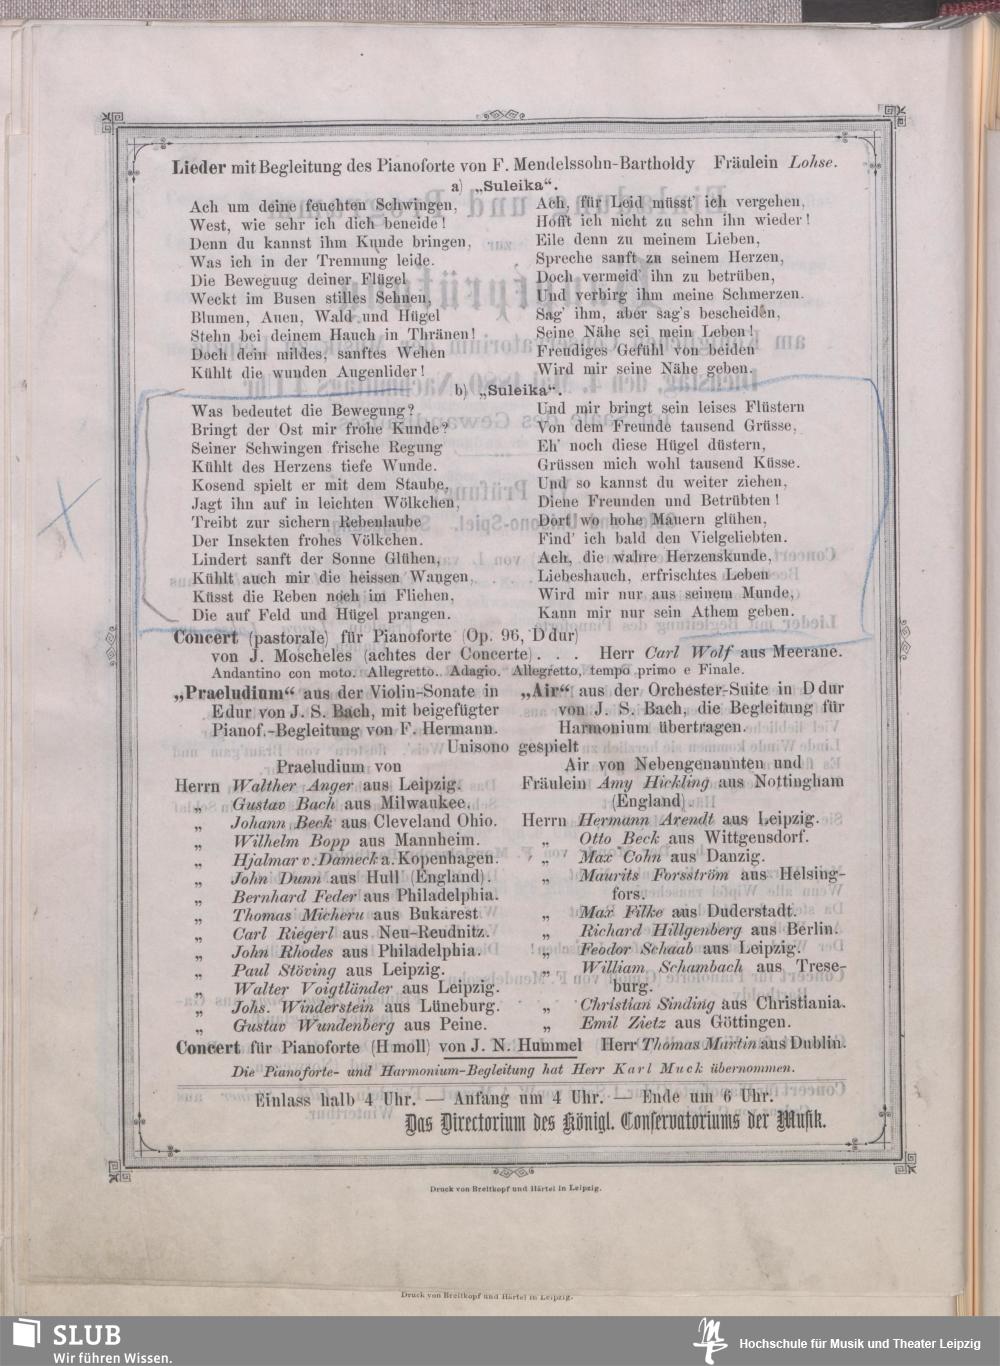 Lieder mit Begleitung des Pianoforte von F. Mendelssohn-Bartholdy Fräulein Lohse.
a) „Suleika“.
Ach um deine feuchten Schwingen,
West, wie sehr ich dich beneide!
Denn du kannst ihm Kunde bringen,
Was ich in der Trennung leide.
Die Beweguug deiner Flügel
Weckt im Busen stilles Sehnen,
Blumen, Auen, Wald und Hügel
Stehn bei deinem Hauch in Thränen!
Doch dein mildes, sanftes Wehen
Kühlt die wunden Augenlider!
Ach, für Leid müsst' ich vergehen,
Hofft ich nicht zu sehn ihn wieder!
Eile denn zu meinem Lieben,
Spreche sanft zu seinem Herzen,
Doch vermeid' ihn zu betrüben,
Und verbirg ihm meine Schmerzen.
Sag' ihm, aber sag's bescheiden,
Seine Nähe sei mein Leben!
Freudiges Gefühl von beiden
Wird mir seine Nähe geben.
b) „Suleika“.
Was bedeutet die Bewegung?
Bringt der Ost mir frohe Kunde?
Seiner Schwingen frische Regung
Kühlt des Herzens tiefe Wunde.
Kosend spielt er mit dem Staube,
Jagt ihn auf in leichten Wölkchen,
Treibt zur sichern Rebenlaube
Der Insekten frohes Völkchen.
Lindert sanft der Sonne Glühen,
Kühlt auch mir die heissen Wangen,
Küsst die Reben noch im Fliehen,
Die auf Feld und Hügel prangen.
Und mir bringt sein leises Flüstern
Von dem Freunde tausend Grüsse,
Eh' noch diese Hügel düstern,
Grüssen mich wohl tausend Küsse.
Und so kannst du weiter ziehen,
Diene Freunden und Betrübten!
Dort wo hohe Mauern glühen,
Find' ich bald den Vielgeliebten.
Ach, die wahre Herzenskunde,
Liebeshauch, erfrischtes Leben
Wird mir nur aus seinem Munde,
Kann mir nur sein Athem geben.
Concert (pastorale) für Pianoforte (Op. 96, D dur)
von J. Moscheles (achtes der Concerte) . . . Herr Carl Wolf aus Meerane.
Andantino con moto. Allegretto. Adagio. Allegretto, tempo primo e Finale.
„Praeludium“ aus der Violin-Sonate in
E dur von J. S. Bach, mit beigefügter
Pianof.-Begleitung von F. Hermann.
„Air“ aus der Orchester-Suite in D dur
von J. S. Bach, die Begleitung für
Harmonium übertragen.
Unisono gespielt
Praeludium von
Herrn Walther Anger aus Leipzig.
„ Gustav Bach aus Milwaukee.
„ Johann Beck aus Cleveland Ohio.
„ Wilhelm Bopp aus Mannheim.
„ Hjalmar v. Dameck a. Kopenhagen.
„ John Dunn aus Hull (England).
„ Bernhard Feder aus Philadelphia.
„ Thomas Micheru aus Bukarest
„ Carl Riegerl aus Neu-Reudnitz.
„ John Rhodes aus Philadelphia.
„ Paul Stöving aus Leipzig.
„ Walter Voigtländer aus Leipzig.
„ Johs. Winderstein aus Lüneburg.
„ Gustav Wundenberg aus Peine.
Air von Nebengenannten und
Fräulein Amy Hickling aus Nottingham
(England).
Herrn Hermann Arendt aus Leipzig.
„ Otto Beck aus Wittgensdorf.
„ Max Cohn aus Danzig.
„ Maurits Forsström aus Helsing-
fors.
„ Max Filke aus Duderstadt.
„ Richard Hillgenberg aus Berlin.
„ Feodor Schaab aus Leipzig.
„ William Schambach aus Trese-
burg.
„ Christian Sinding aus Christiania.
„ Emil Zietz aus Göttingen.
Concert für Pianoforte (H moll) von J. N. Hummel Herr Thomas Martin aus Dublin.
Die Pianoforte- und Harmonium-Begleitung hat Herr Karl Muck übernommen.
Einlass halb 4 Uhr. — Anfang um 4 Uhr. — Ende um 6 Uhr.
Das Directorium des Königl. Conservatoriums der Musik.
Druck von Breitkopf und Härtel in Leipzig.
Druck von Breitkopf und Härtel in Leipzig.
SLUB
Wir führen Wissen.
Hochschule für Musik und Theater Leipzig